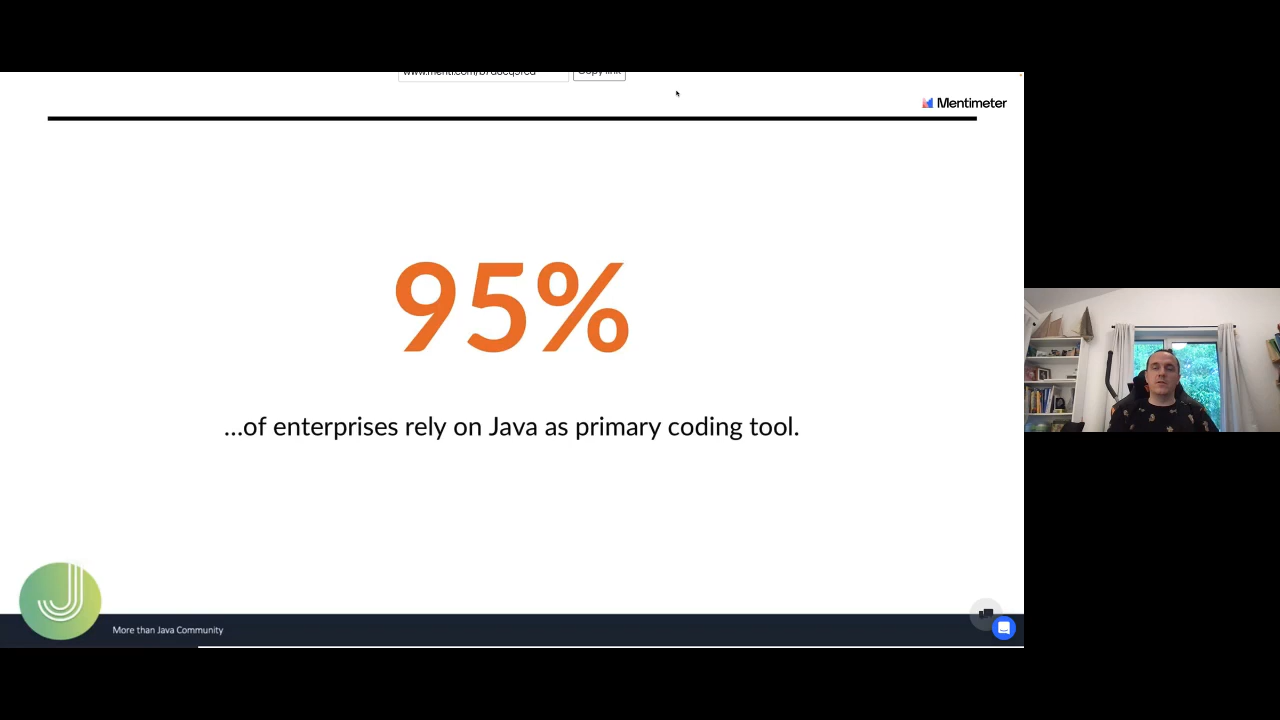 Mentimeter
95%
...of enterprises rely on Java as primary coding tool.
More than Java Community